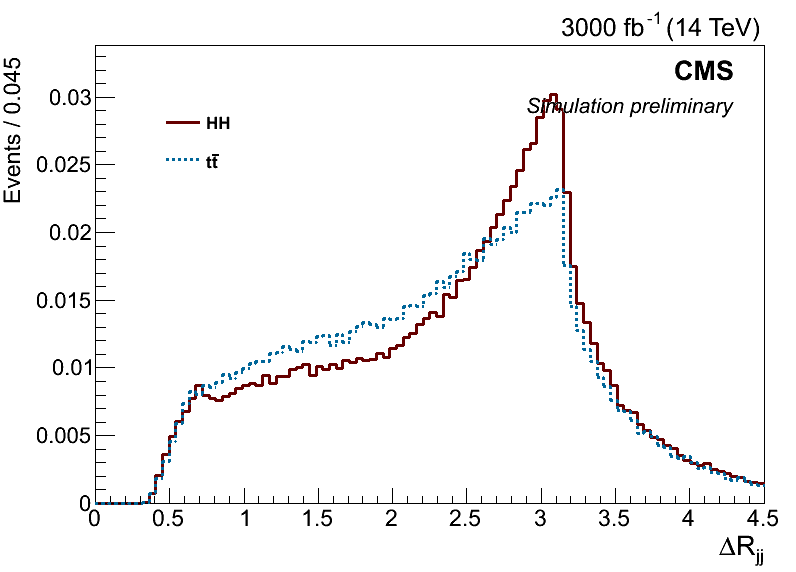 3000 fb⁻¹ (14 TeV)
CMS
Simulation preliminary
HH
tt̄
Events / 0.045
0.03
0.025
0.02
0.015
0.01
0.005
0
0 0.5 1 1.5 2 2.5 3 3.5 4 4.5
ΔRjj